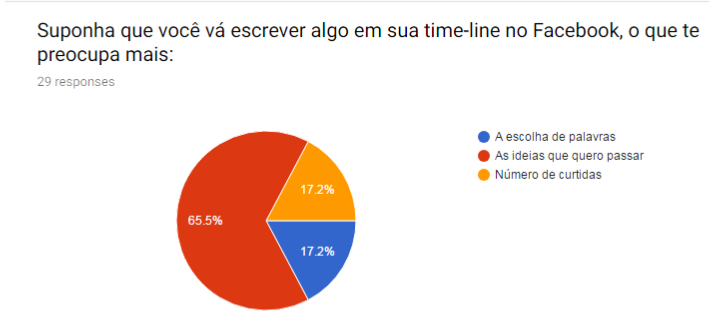 Suponha que você vá escrever algo em sua time-line no Facebook, o que te
preocupa mais:
29 responses
A escolha de palavras
As ideias que quero passar
Número de curtidas
17.2%
65.5%
17.2%